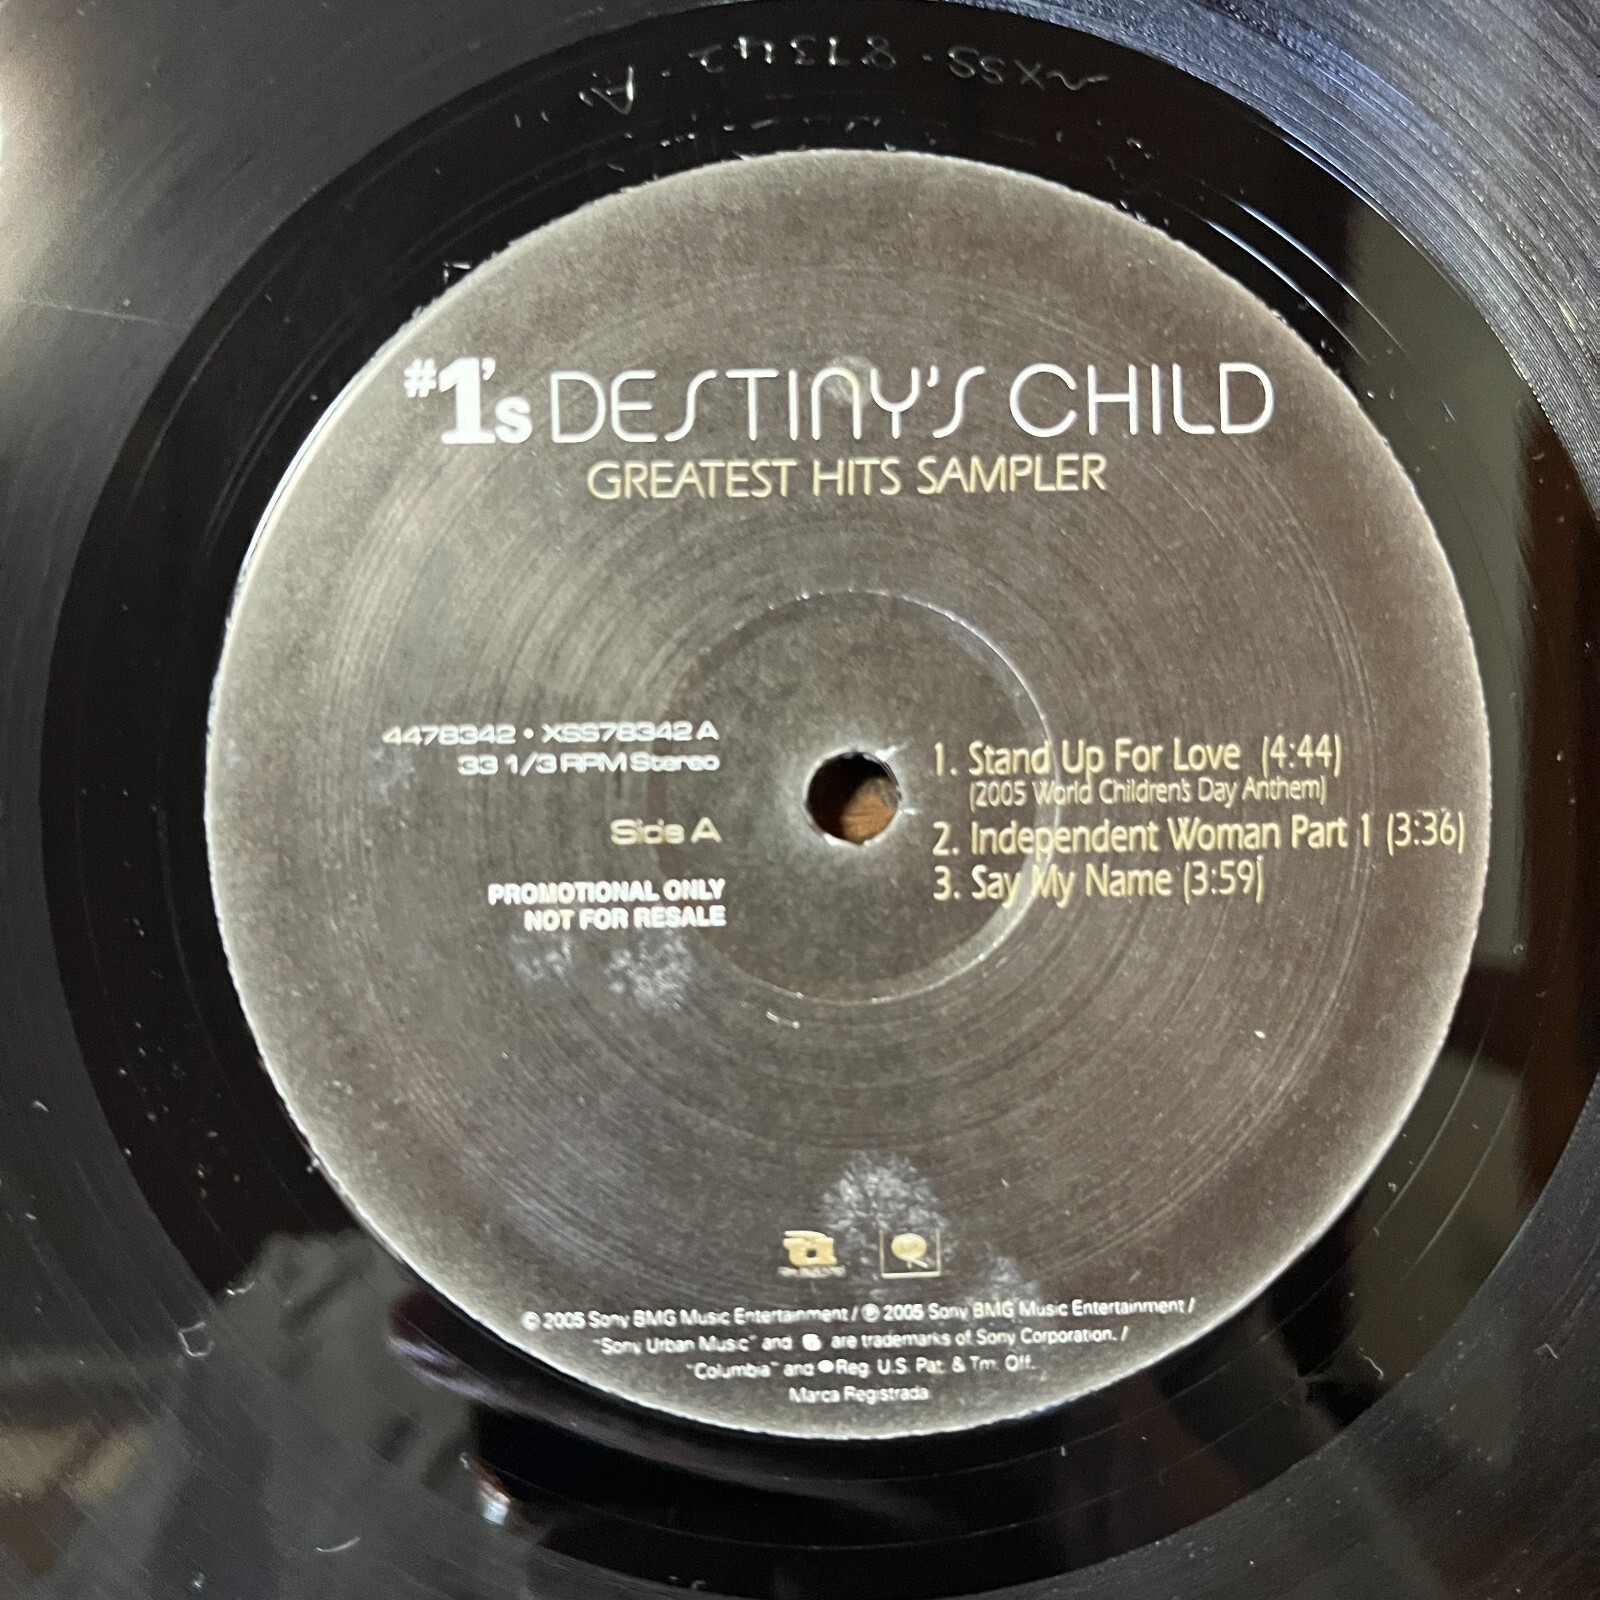 #1's DESTINY'S CHILD
GREATEST HITS SAMPLER
4478342 • XSS78342 A
33 1/3 RPM Stereo
Side A
PROMOTIONAL ONLY
NOT FOR RESALE
1. Stand Up For Love (4:44)
(2005 World Children's Day Anthem)
2. Independent Woman Part 1 (3:36)
3. Say My Name (3:59)
© 2005 Sony BMG Music Entertainment / ℗ 2005 Sony BMG Music Entertainment /
"Sony Urban Music" and are trademarks of Sony Corporation. /
"Columbia" and Reg. U.S. Pat. & Tm. Off.
Marca Registrada